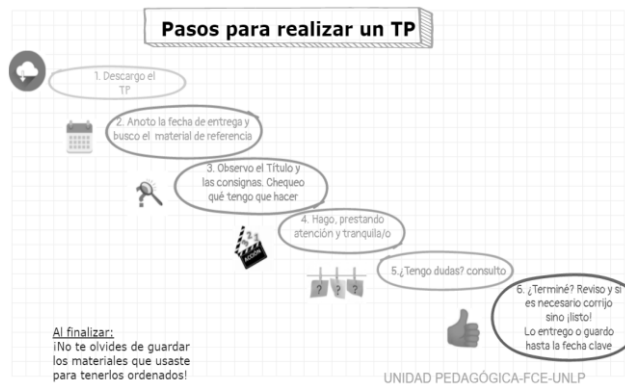 Pasos para realizar un TP
1. Descargo el
TP
2. Anoto la fecha de entrega y
busco el material de referencia
3. Observo el Título y
las consignas. Chequeo
qué tengo que hacer
4. Hago, prestando
atención y tranquila/o
ACCIÓN
5.¿Tengo dudas? consulto
? ? ?
6. ¿Terminé? Reviso y si
es necesario corrijo
sino ¡listo!
Lo entrego o guardo
hasta la fecha clave
Al finalizar:
¡No te olvides de guardar
los materiales que usaste
para tenerlos ordenados!
UNIDAD PEDAGÓGICA-FCE-UNLP